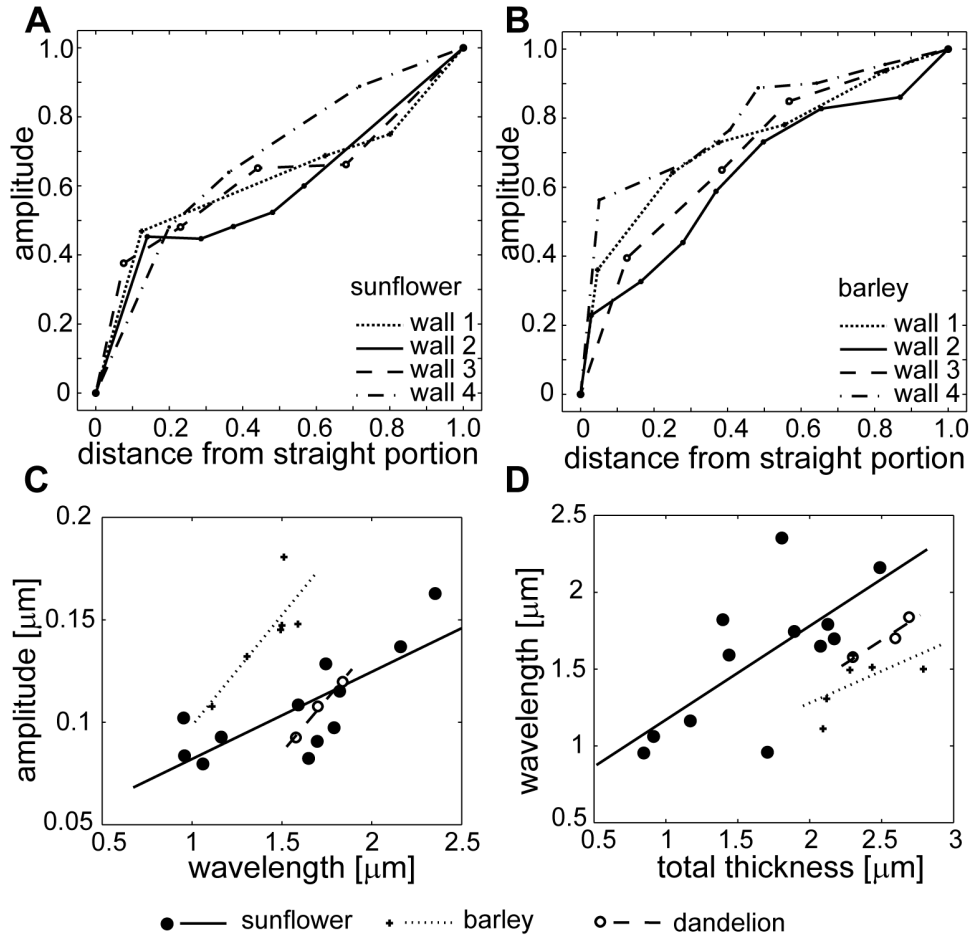 A
B
1.0
0.8
0.6
0.4
0.2
0
amplitude
sunflower
wall 1
wall 2
wall 3
wall 4
0 0.2 0.4 0.6 0.8 1.0
distance from straight portion
1.0
0.8
0.6
0.4
0.2
0
amplitude
barley
wall 1
wall 2
wall 3
wall 4
0 0.2 0.4 0.6 0.8 1.0
distance from straight portion
C
D
0.2
0.15
0.1
0.05
amplitude [μm]
0.5 1 1.5 2 2.5
wavelength [μm]
2.5
2
1.5
1
0.5
wavelength [μm]
0.5 1 1.5 2 2.5 3
total thickness [μm]
sunflower barley dandelion